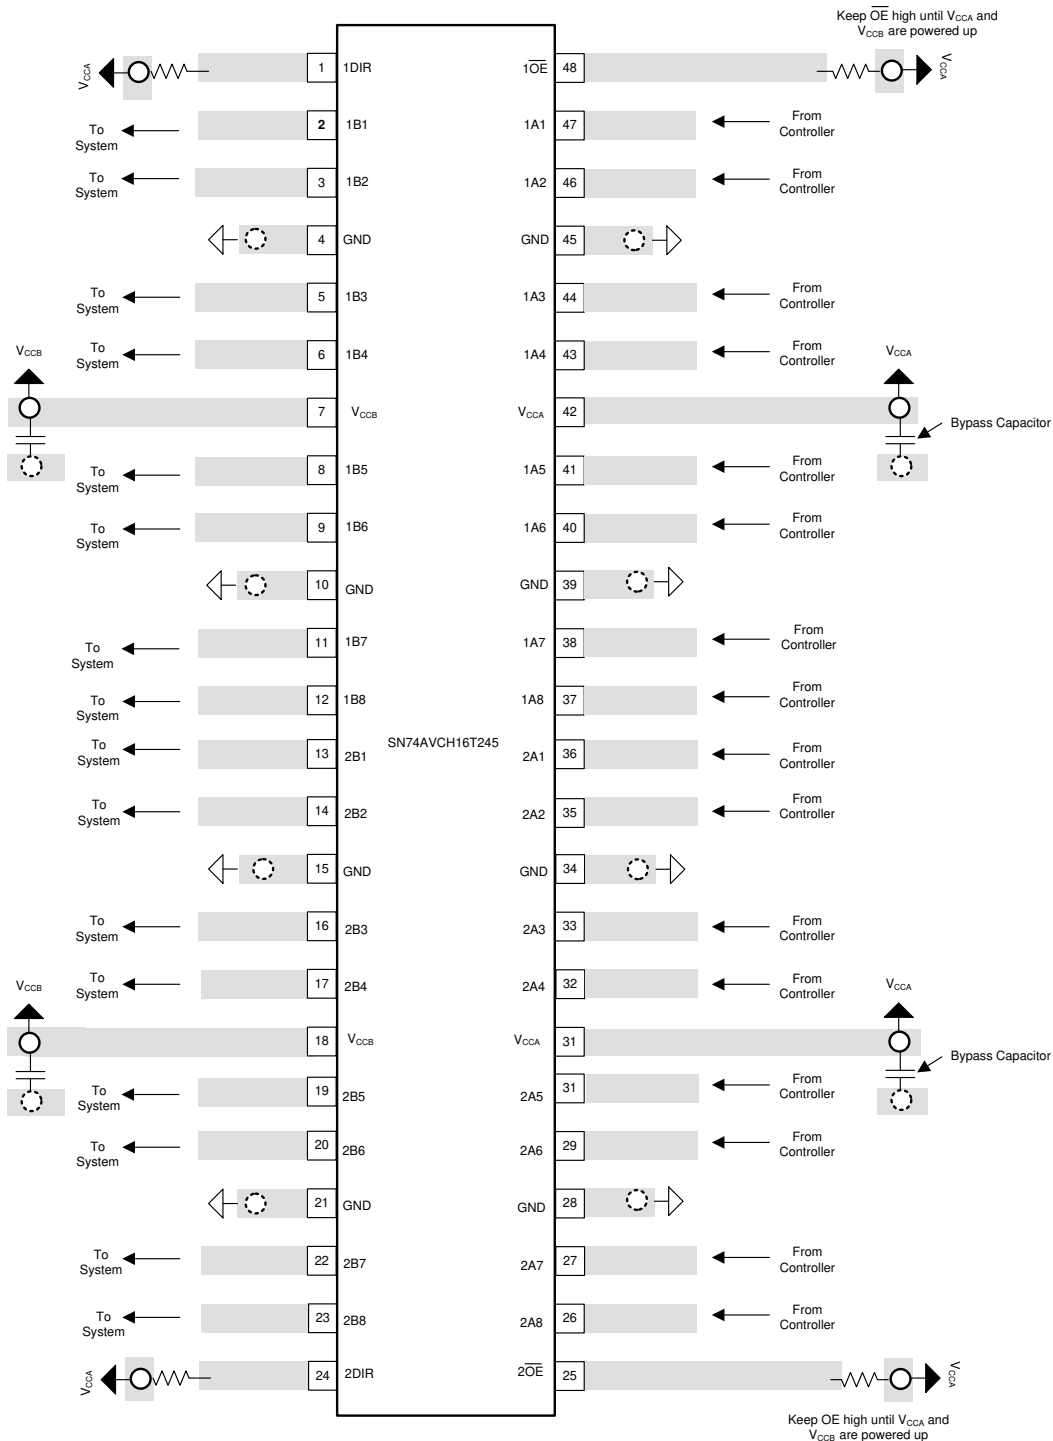 Keep OE high until VCCA and
VCCB are powered up
VCCA 1 1DIR 1OE 48 VCCA
To System 2 1B1 1A1 47 From Controller
To System 3 1B2 1A2 46 From Controller
4 GND GND 45
To System 5 1B3 1A3 44 From Controller
To System 6 1B4 1A4 43 From Controller
VCCB VCCA
7 VCCB VCCA 42
Bypass Capacitor
To System 8 1B5 1A5 41 From Controller
To System 9 1B6 1A6 40 From Controller
10 GND GND 39
To System 11 1B7 1A7 38 From Controller
To System 12 1B8 1A8 37 From Controller
SN74AVCH16T245
To System 13 2B1 2A1 36 From Controller
To System 14 2B2 2A2 35 From Controller
15 GND GND 34
To System 16 2B3 2A3 33 From Controller
To System 17 2B4 2A4 32 From Controller
VCCB VCCA
18 VCCB VCCA 31
Bypass Capacitor
To System 19 2B5 2A5 31 From Controller
To System 20 2B6 2A6 29 From Controller
21 GND GND 28
To System 22 2B7 2A7 27 From Controller
To System 23 2B8 2A8 26 From Controller
VCCA 24 2DIR 2OE 25 VCCA
Keep OE high until VCCA and
VCCB are powered up